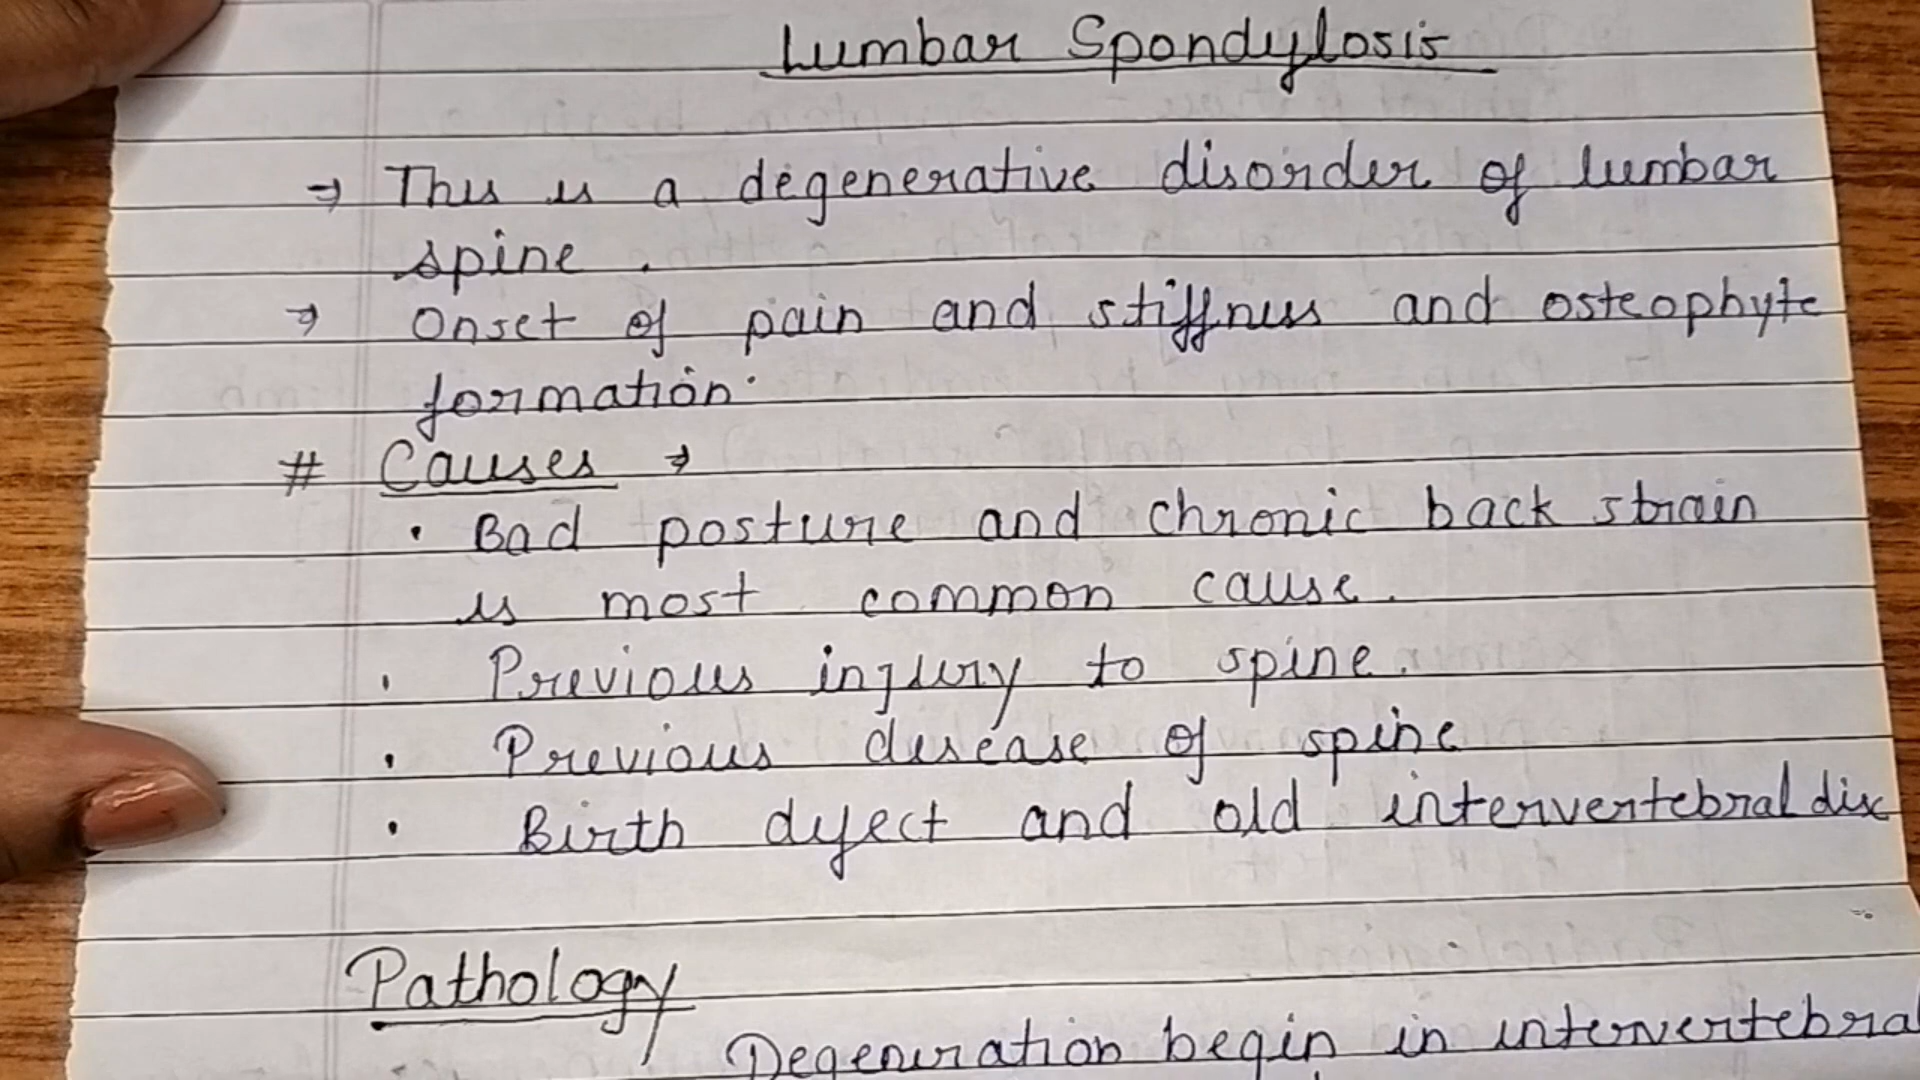 Lumbar Spondylosis
⇒ This is a degenerative disorder of lumbar
spine.
⇒ Onset of pain and stiffness and osteophyte
formation.
# Causes ⇒
• Bad posture and chronic back strain
is most common cause.
• Previous injury to spine.
• Previous disease of spine
• Birth defect and old intervertebral disc
Pathology
Degeneration begin in intervertebral